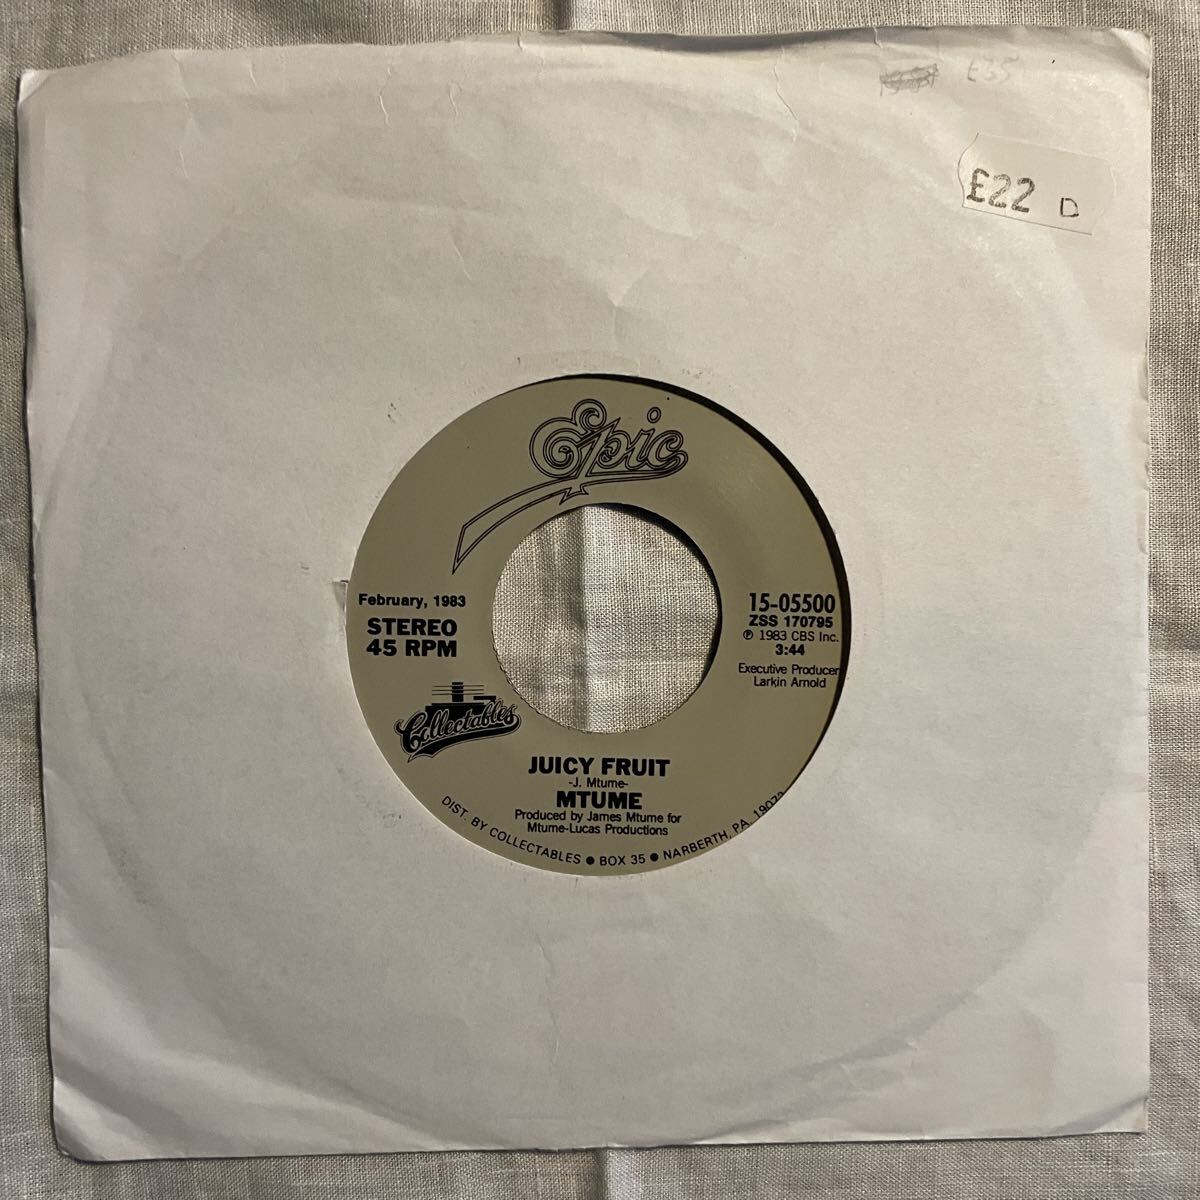 £35
£22 D
Epic
February, 1983
STEREO
45 RPM
15-05500
ZSS 170795
℗ 1983 CBS Inc.
3:44
Executive Producer
Larkin Arnold
Collectables
JUICY FRUIT
-J. Mtume-
MTUME
Produced by James Mtume for
Mtume-Lucas Productions
DIST. BY COLLECTABLES ● BOX 35 ● NARBERTH, PA. 19072